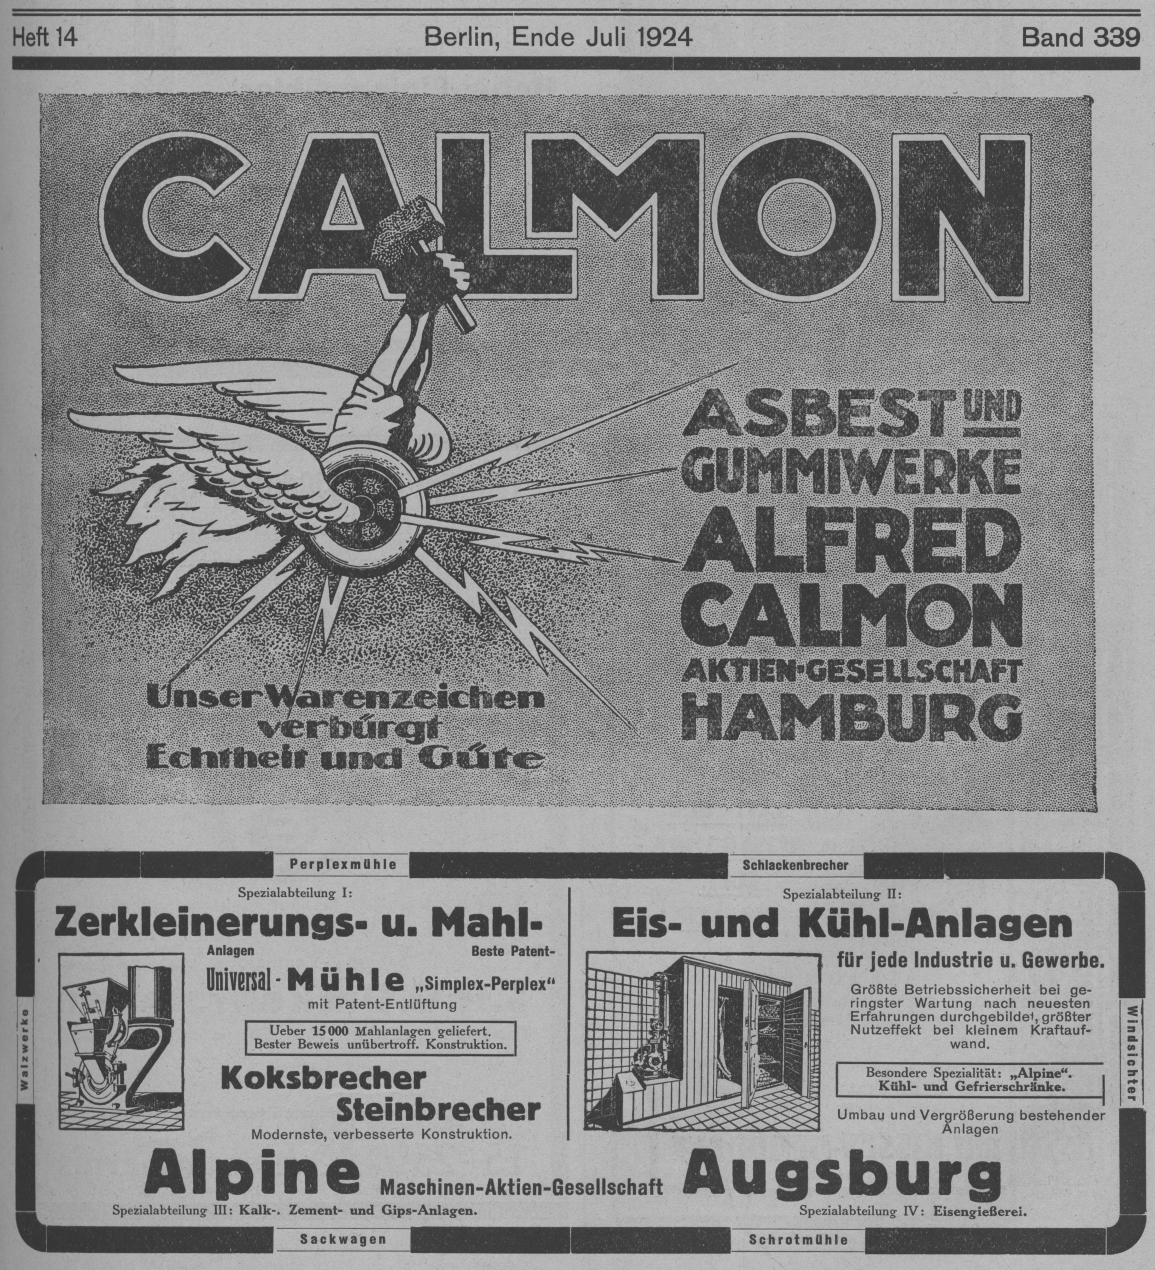 Heft 14 Berlin, Ende Juli 1924 Band 339
CALMON
ASBEST UND
GUMMIWERKE
ALFRED
CALMON
AKTIEN-GESELLSCHAFT
HAMBURG
Unser Warenzeichen
verbürgt
Echtheit und Güte
Perplexmühle
Schlackenbrecher
Walzwerke
Spezialabteilung I:
Zerkleinerungs- u. Mahl-
Anlagen Beste Patent-
Universal-Mühle „Simplex-Perplex“
mit Patent-Entlüftung
Ueber 15000 Mahlanlagen geliefert.
Bester Beweis unübertroff. Konstruktion.
Koksbrecher
Steinbrecher
Modernste, verbesserte Konstruktion.
Spezialabteilung II:
Eis- und Kühl-Anlagen
für jede Industrie u. Gewerbe.
Größte Betriebssicherheit bei ge-
ringster Wartung nach neuesten
Erfahrungen durchgebildet, größter
Nutzeffekt bei kleinem Kraftauf-
wand.
Besondere Spezialität: „Alpine“.
Kühl- und Gefrierschränke.
Umbau und Vergrößerung bestehender
Anlagen
Windsichter
Alpine Maschinen-Aktien-Gesellschaft Augsburg
Spezialabteilung III: Kalk-. Zement- und Gips-Anlagen.
Spezialabteilung IV: Eisengießerei.
Sackwagen
Schrotmühle